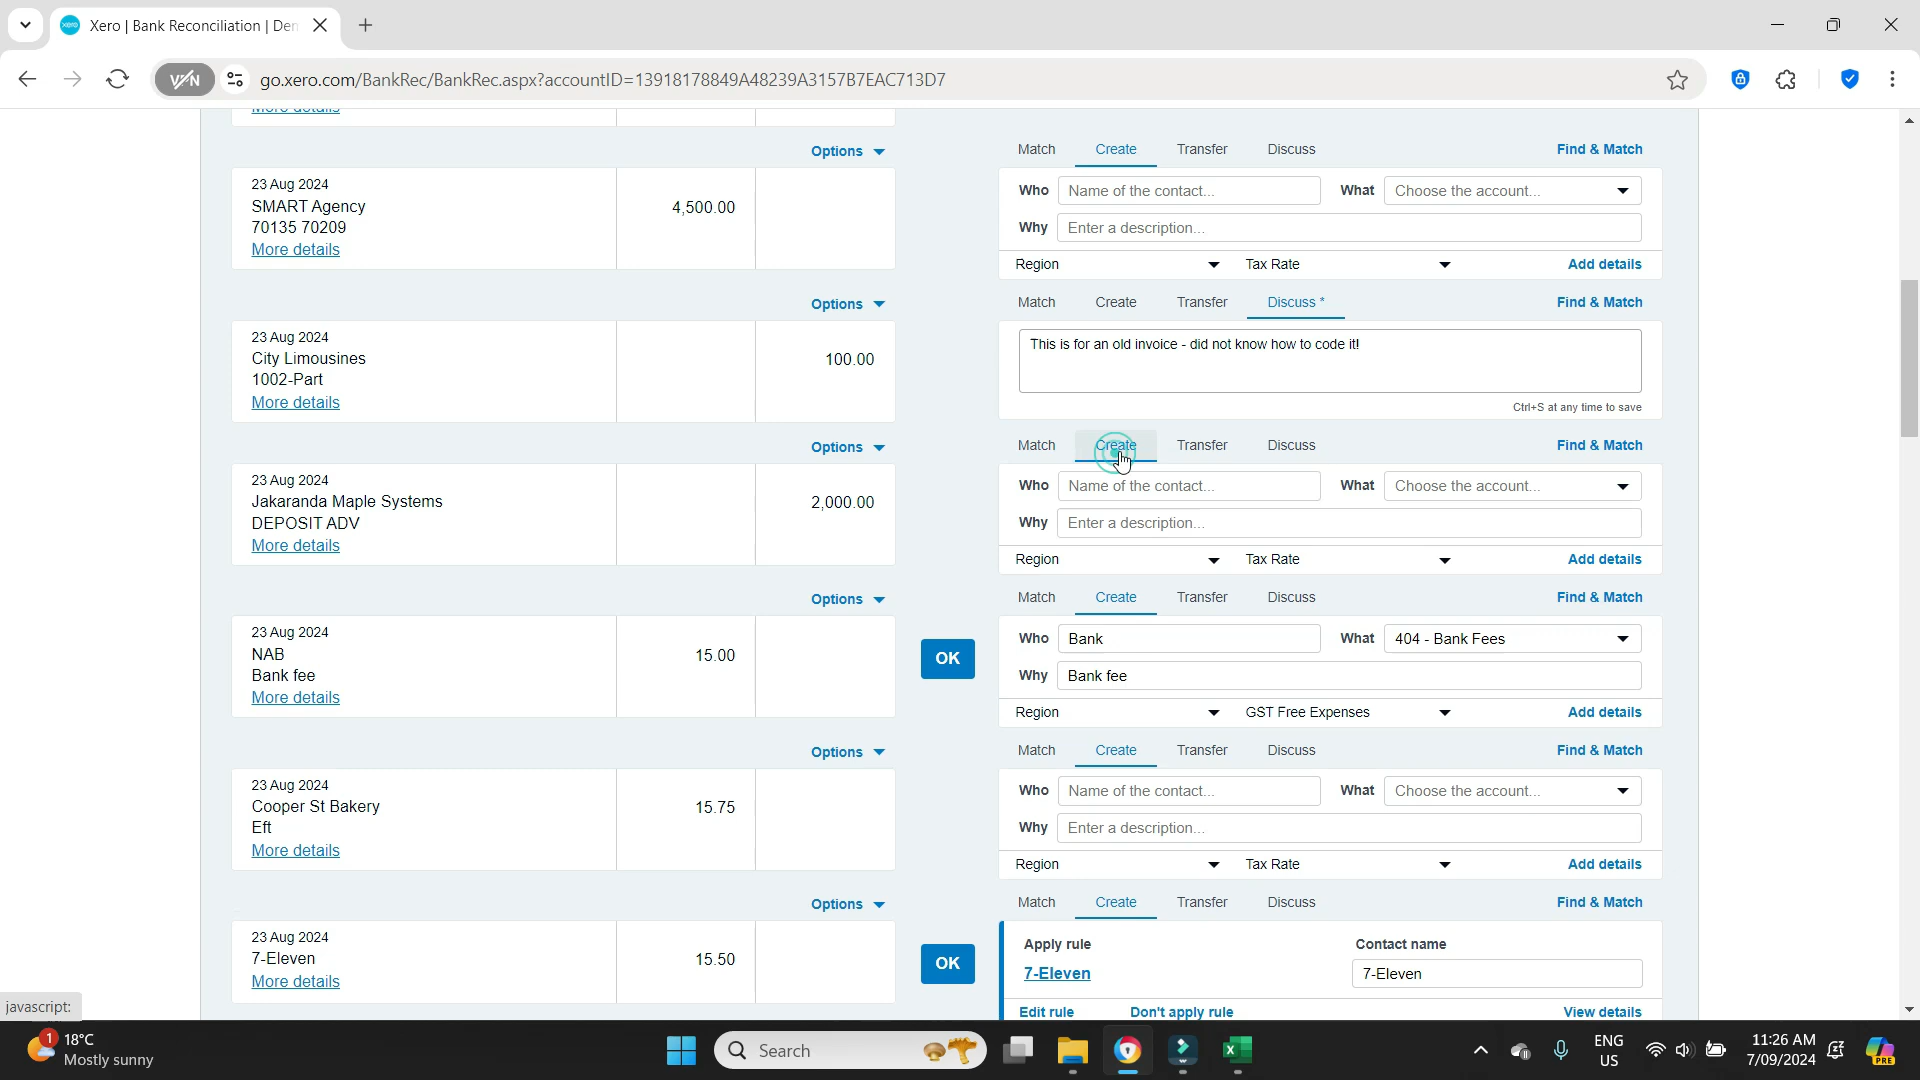 Xero | Bank Reconciliation | Den
VPN
go.xero.com/BankRec/BankRec.aspx?accountID=13918178849A48239A3157B7EAC713D7
More details
Options
Match Create Transfer Discuss Find & Match
23 Aug 2024
SMART Agency
70135 70209
More details
4,500.00
Who Name of the contact... What Choose the account...
Why Enter a description...
Region Tax Rate Add details
Options
Match Create Transfer Discuss * Find & Match
23 Aug 2024
City Limousines
1002-Part
More details
100.00
This is for an old invoice - did not know how to code it!
Ctrl+S at any time to save
Options
Match Create Transfer Discuss Find & Match
23 Aug 2024
Jakaranda Maple Systems
DEPOSIT ADV
More details
2,000.00
Who Name of the contact... What Choose the account...
Why Enter a description...
Region Tax Rate Add details
Options
Match Create Transfer Discuss Find & Match
23 Aug 2024
NAB
Bank fee
More details
15.00
OK
Who Bank What 404 - Bank Fees
Why Bank fee
Region GST Free Expenses Add details
Options
Match Create Transfer Discuss Find & Match
23 Aug 2024
Cooper St Bakery
Eft
More details
15.75
Who Name of the contact... What Choose the account...
Why Enter a description...
Region Tax Rate Add details
Options
Match Create Transfer Discuss Find & Match
23 Aug 2024
7-Eleven
More details
15.50
OK
Apply rule Contact name
7-Eleven 7-Eleven
Edit rule Don't apply rule View details
javascript:
1
18°C
Mostly sunny
Search
ENG
US
11:26 AM
7/09/2024
PRE